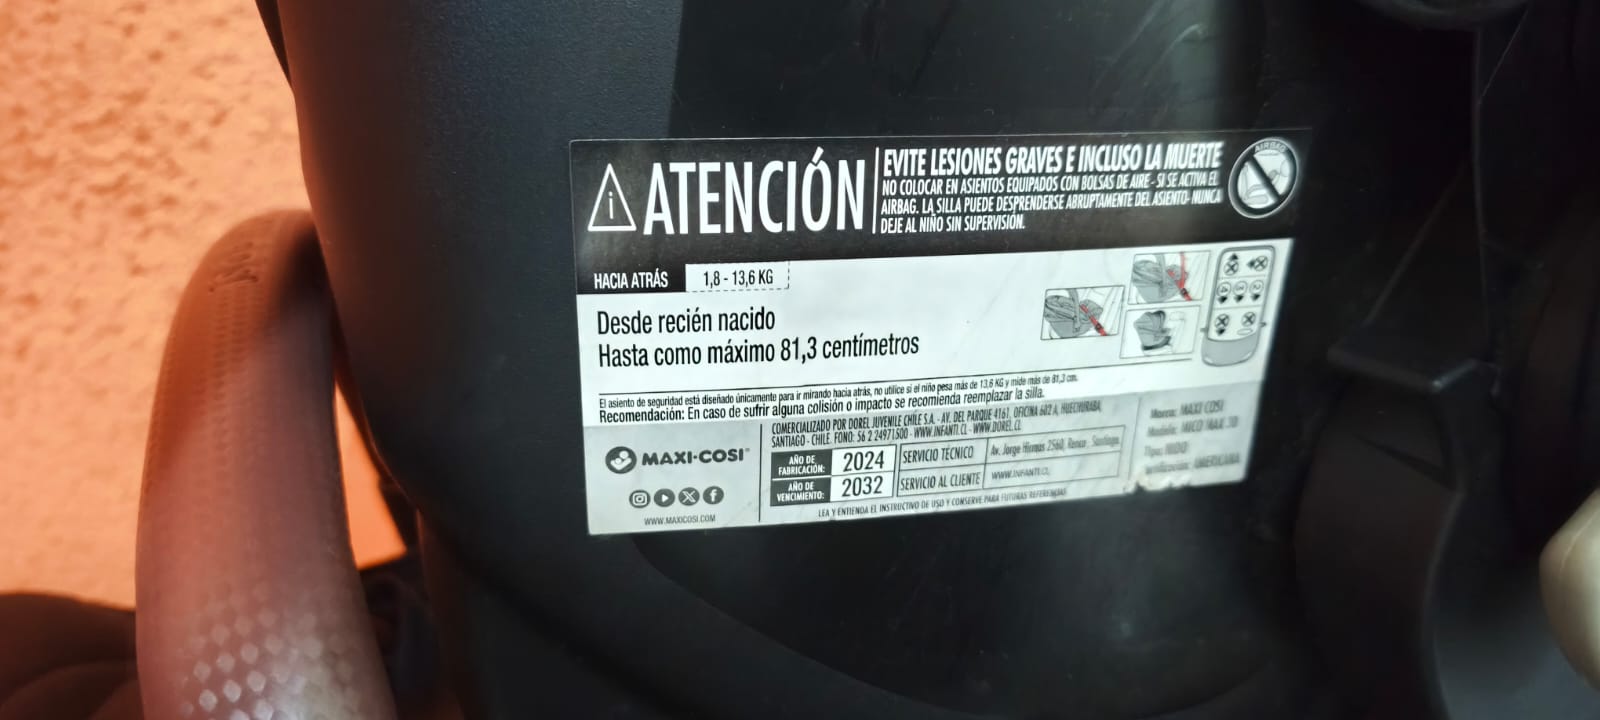 ATENCIÓN
EVITE LESIONES GRAVES E INCLUSO LA MUERTE
NO COLOCAR EN ASIENTOS EQUIPADOS CON BOLSAS DE AIRE - SI SE ACTIVA EL
AIRBAG. LA SILLA PUEDE DESPRENDERSE ABRUPTAMENTE DEL ASIENTO- NUNCA
DEJE AL NIÑO SIN SUPERVISIÓN.
AIRBAG
HACIA ATRÁS
1,8 - 13,6 KG
Desde recién nacido
Hasta como máximo 81,3 centímetros
El asiento de seguridad está diseñado únicamente para ir mirando hacia atrás, no utilice si el niño pesa más de 13,6 KG y mide más de 81,3 cm.
Recomendación: En caso de sufrir alguna colisión o impacto se recomienda reemplazar la silla.
MAXI-COSI
WWW.MAXICOSI.COM
COMERCIALIZADO POR DOREL JUVENILE CHILE S.A. - AV. DEL PARQUE 4161, OFICINA 602 A, HUECHURABA,
SANTIAGO - CHILE. FONO: 56 2 24971500 - WWW.INFANTI.CL - WWW.DOREL.CL
AÑO DE FABRICACIÓN: 2024
AÑO DE VENCIMIENTO: 2032
SERVICIO TÉCNICO
Av. Jorge Hirmas 2560, Renca - Santiago.
SERVICIO AL CLIENTE
WWW.INFANTI.CL
LEA Y ENTIENDA EL INSTRUCTIVO DE USO Y CONSERVE PARA FUTURAS REFERENCIAS
Marca: MAXI COSI
Modelo: MICO MAX 30
Tipo: HUEVO
AMERICANA